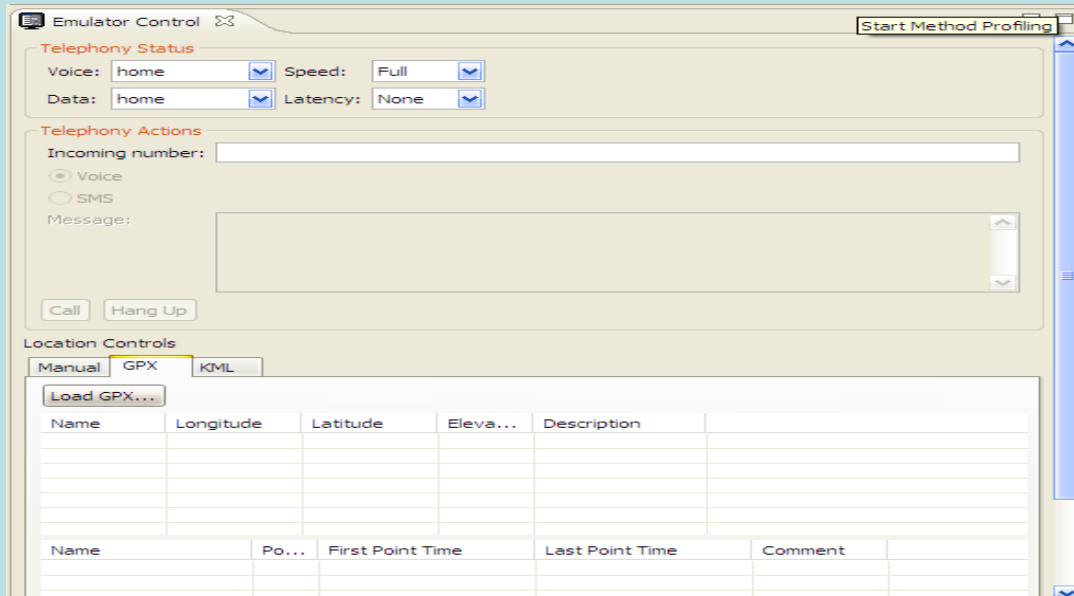 Emulator Control
Start Method Profiling
Telephony Status
Voice: home Speed: Full
Data: home Latency: None
Telephony Actions
Incoming number:
Voice
SMS
Message:
Call Hang Up
Location Controls
Manual GPX KML
Load GPX...
Name Longitude Latitude Eleva... Description
Name Po... First Point Time Last Point Time Comment